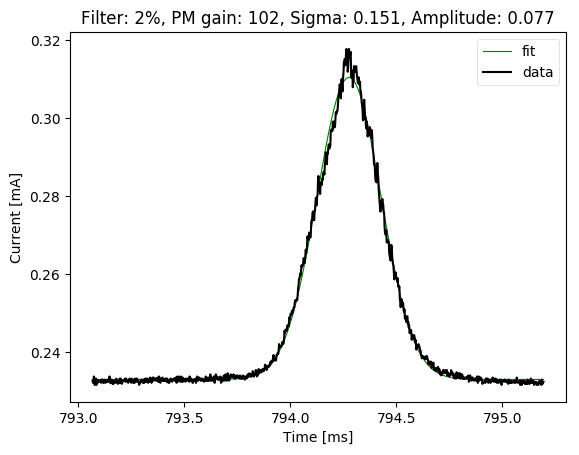 Filter: 2%, PM gain: 102, Sigma: 0.151, Amplitude: 0.077
fit
data
Current [mA]
0.32
0.30
0.28
0.26
0.24
793.0 793.5 794.0 794.5 795.0
Time [ms]